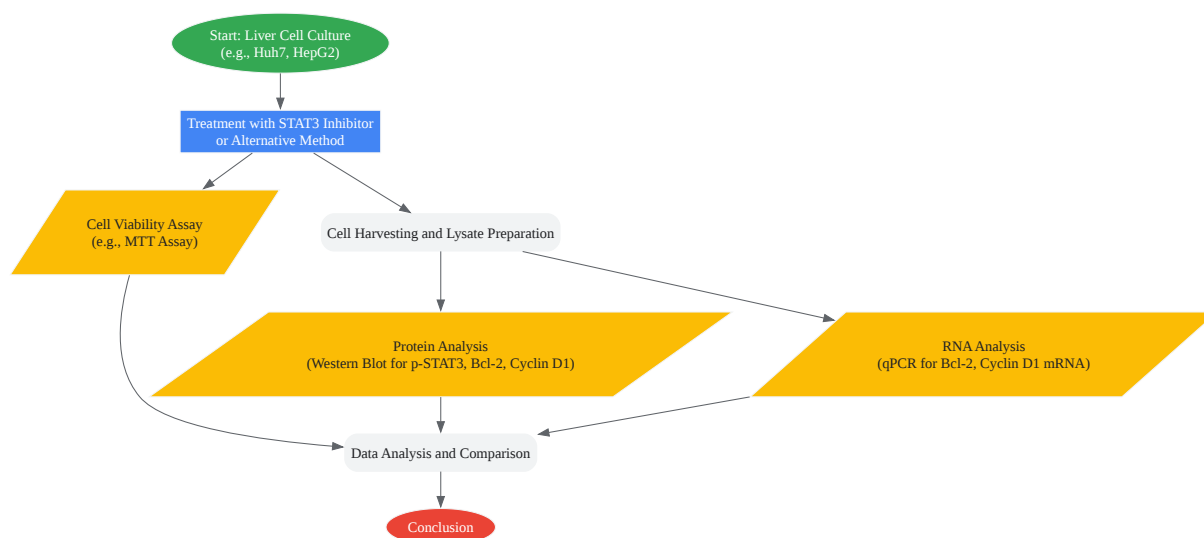 Start: Liver Cell Culture
(e.g., Huh7, HepG2)
Treatment with STAT3 Inhibitor
or Alternative Method
Cell Viability Assay
(e.g., MTT Assay)
Cell Harvesting and Lysate Preparation
Protein Analysis
(Western Blot for p-STAT3, Bcl-2, Cyclin D1)
RNA Analysis
(qPCR for Bcl-2, Cyclin D1 mRNA)
Data Analysis and Comparison
Conclusion